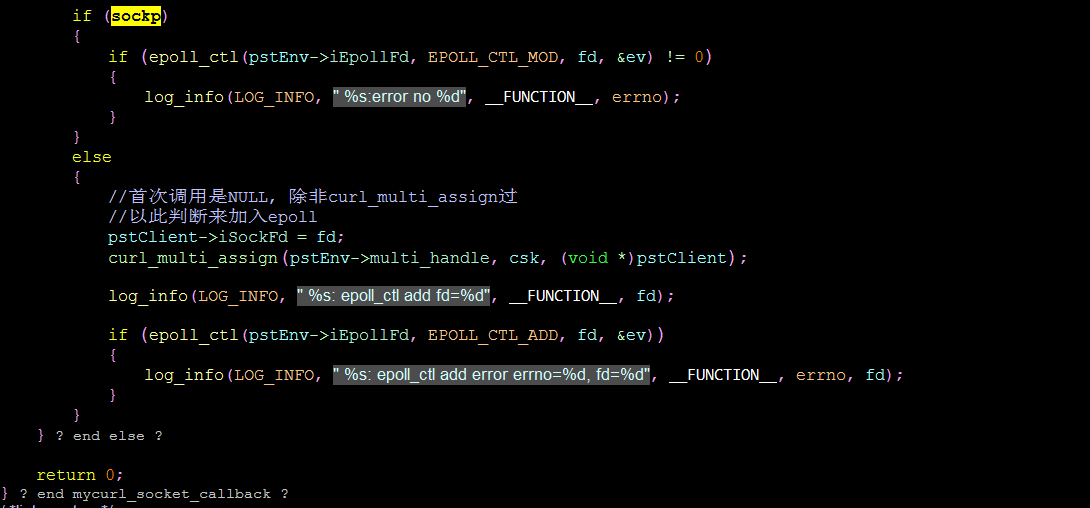 if (sockp)
{
if (epoll_ctl(pstEnv->iEpollFd, EPOLL_CTL_MOD, fd, &ev) != 0)
{
log_info(LOG_INFO, " %s:error no %d", __FUNCTION__, errno);
}
}
else
{
//首次调用是NULL, 除非curl_multi_assign过
//以此判断来加入epoll
pstClient->iSockFd = fd;
curl_multi_assign(pstEnv->multi_handle, csk, (void *)pstClient);
log_info(LOG_INFO, " %s: epoll_ctl add fd=%d", __FUNCTION__, fd);
if (epoll_ctl(pstEnv->iEpollFd, EPOLL_CTL_ADD, fd, &ev))
{
log_info(LOG_INFO, " %s: epoll_ctl add error errno=%d, fd=%d", __FUNCTION__, errno, fd);
}
}
} ? end else ?
return 0;
} ? end mycurl_socket_callback ?